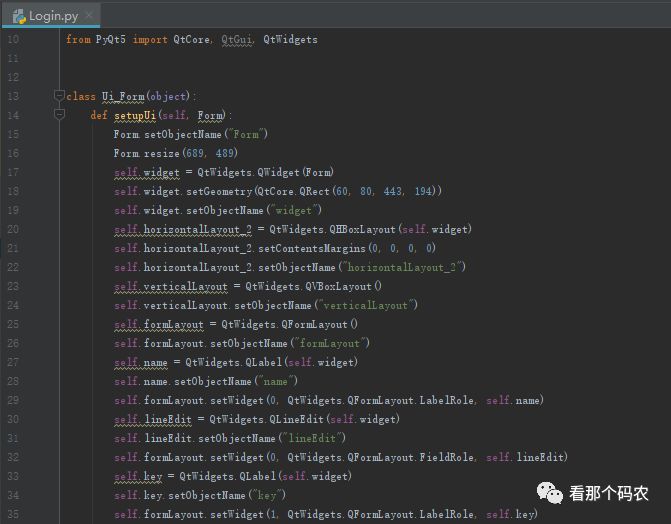 Login.py
10 from PyQt5 import QtCore, QtGui, QtWidgets
11
12
13 class Ui_Form(object):
14 def setupUi(self, Form):
15 Form.setObjectName("Form")
16 Form.resize(689, 489)
17 self.widget = QtWidgets.QWidget(Form)
18 self.widget.setGeometry(QtCore.QRect(60, 80, 443, 194))
19 self.widget.setObjectName("widget")
20 self.horizontalLayout_2 = QtWidgets.QHBoxLayout(self.widget)
21 self.horizontalLayout_2.setContentsMargins(0, 0, 0, 0)
22 self.horizontalLayout_2.setObjectName("horizontalLayout_2")
23 self.verticalLayout = QtWidgets.QVBoxLayout()
24 self.verticalLayout.setObjectName("verticalLayout")
25 self.formLayout = QtWidgets.QFormLayout()
26 self.formLayout.setObjectName("formLayout")
27 self.name = QtWidgets.QLabel(self.widget)
28 self.name.setObjectName("name")
29 self.formLayout.setWidget(0, QtWidgets.QFormLayout.LabelRole, self.name)
30 self.lineEdit = QtWidgets.QLineEdit(self.widget)
31 self.lineEdit.setObjectName("lineEdit")
32 self.formLayout.setWidget(0, QtWidgets.QFormLayout.FieldRole, self.lineEdit)
33 self.key = QtWidgets.QLabel(self.widget)
34 self.key.setObjectName("key")
35 self.formLayout.setWidget(1, QtWidgets.QFormLayout.LabelRole, self.key)
看那个码农